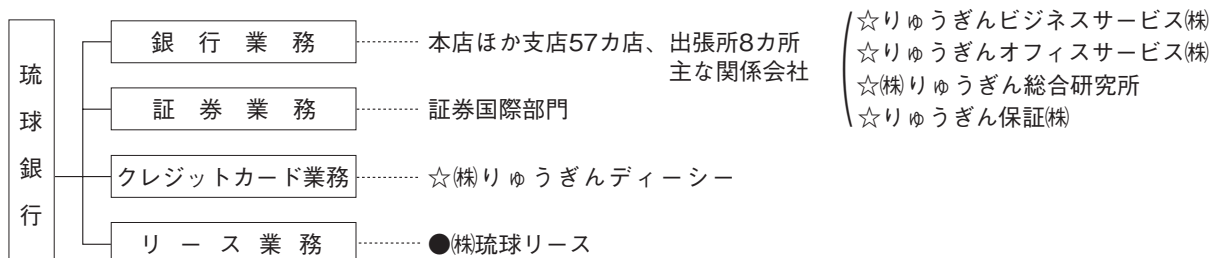 琉球銀行
銀行業務
本店ほか支店57カ店、出張所8カ所
主な関係会社
☆りゅうぎんビジネスサービス㈱
☆りゅうぎんオフィスサービス㈱
☆㈱りゅうぎん総合研究所
☆りゅうぎん保証㈱
証券業務
証券国際部門
クレジットカード業務
☆㈱りゅうぎんディーシー
リース業務
●㈱琉球リース